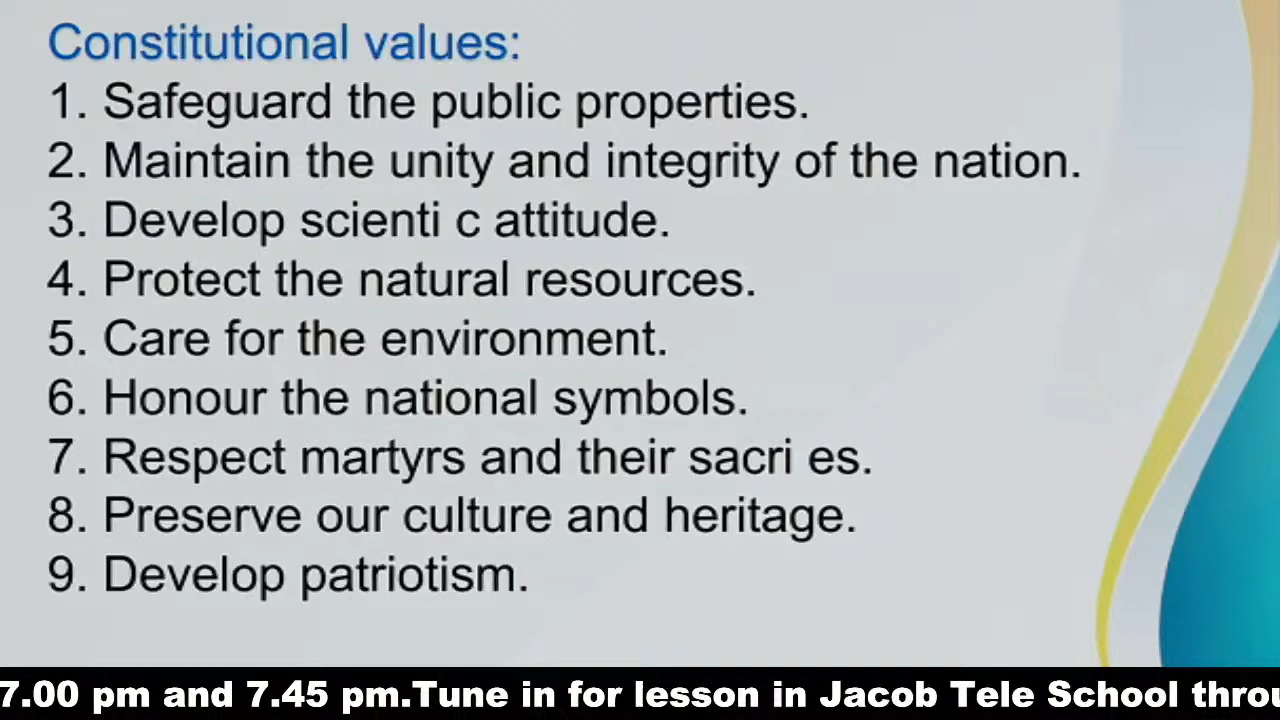 Constitutional values:
1. Safeguard the public properties.
2. Maintain the unity and integrity of the nation.
3. Develop scienti c attitude.
4. Protect the natural resources.
5. Care for the environment.
6. Honour the national symbols.
7. Respect martyrs and their sacri es.
8. Preserve our culture and heritage.
9. Develop patriotism.
7.00 pm and 7.45 pm.Tune in for lesson in Jacob Tele School throu